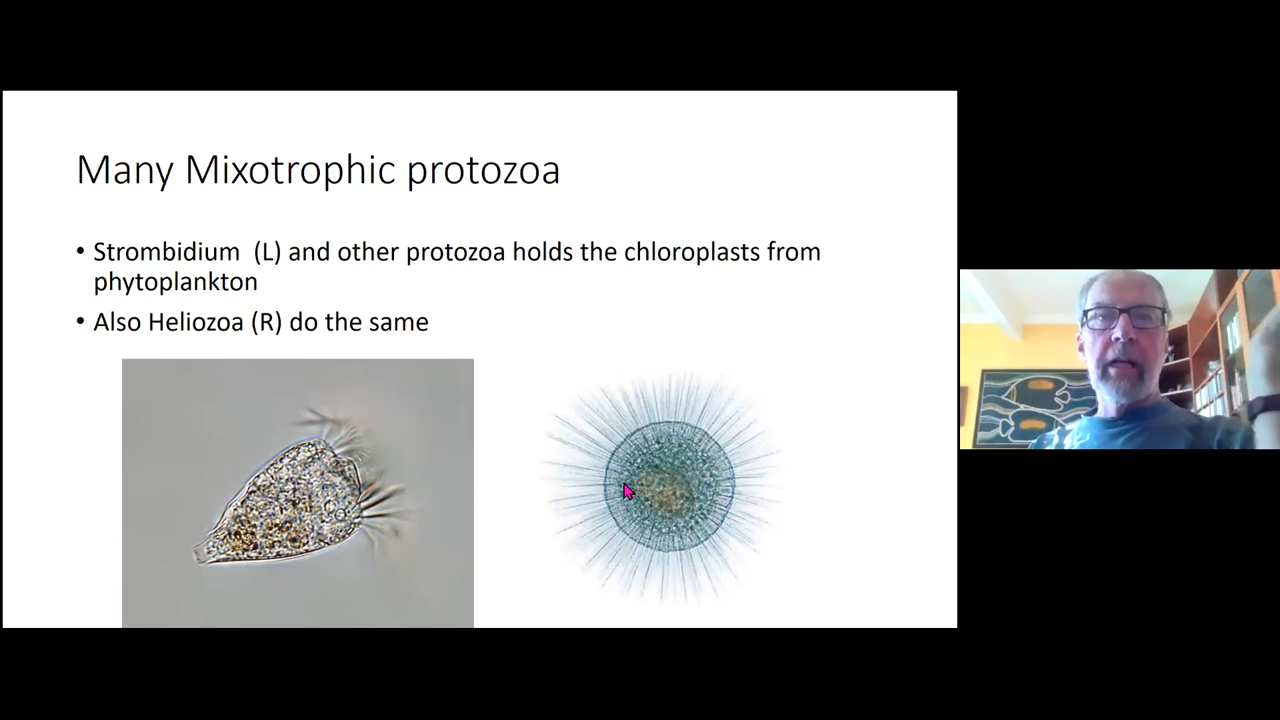 Many Mixotrophic protozoa
• Strombidium  (L) and other protozoa holds the chloroplasts from
phytoplankton
• Also Heliozoa (R) do the same